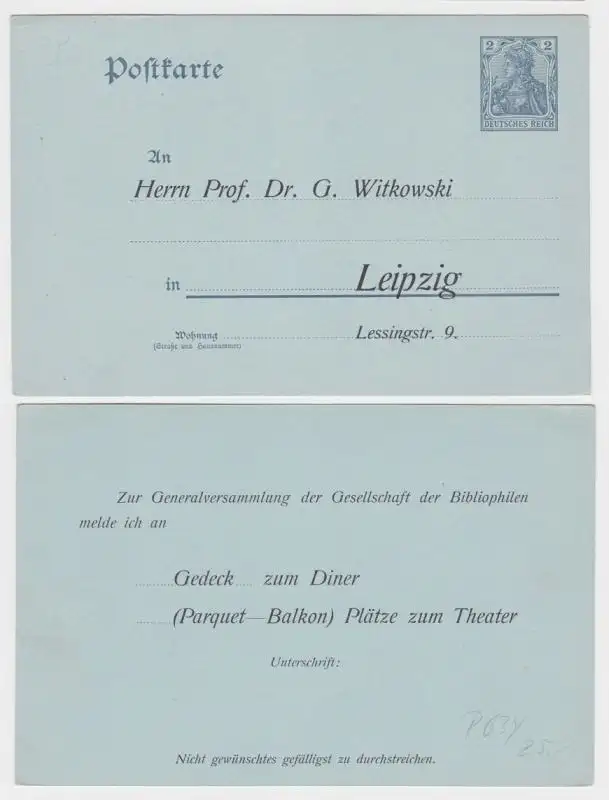 Postkarte
2 2
DEUTSCHES REICH
An
Herrn Prof. Dr. G. Witkowski
in Leipzig
Wohnung Lessingstr. 9.
(Straße und Hausnummer)
Zur Generalversammlung der Gesellschaft der Bibliophilen
melde ich an
Gedeck zum Diner
(Parquet—Balkon) Plätze zum Theater
Unterschrift:
Nicht gewünschtes gefälligst zu durchstreichen.